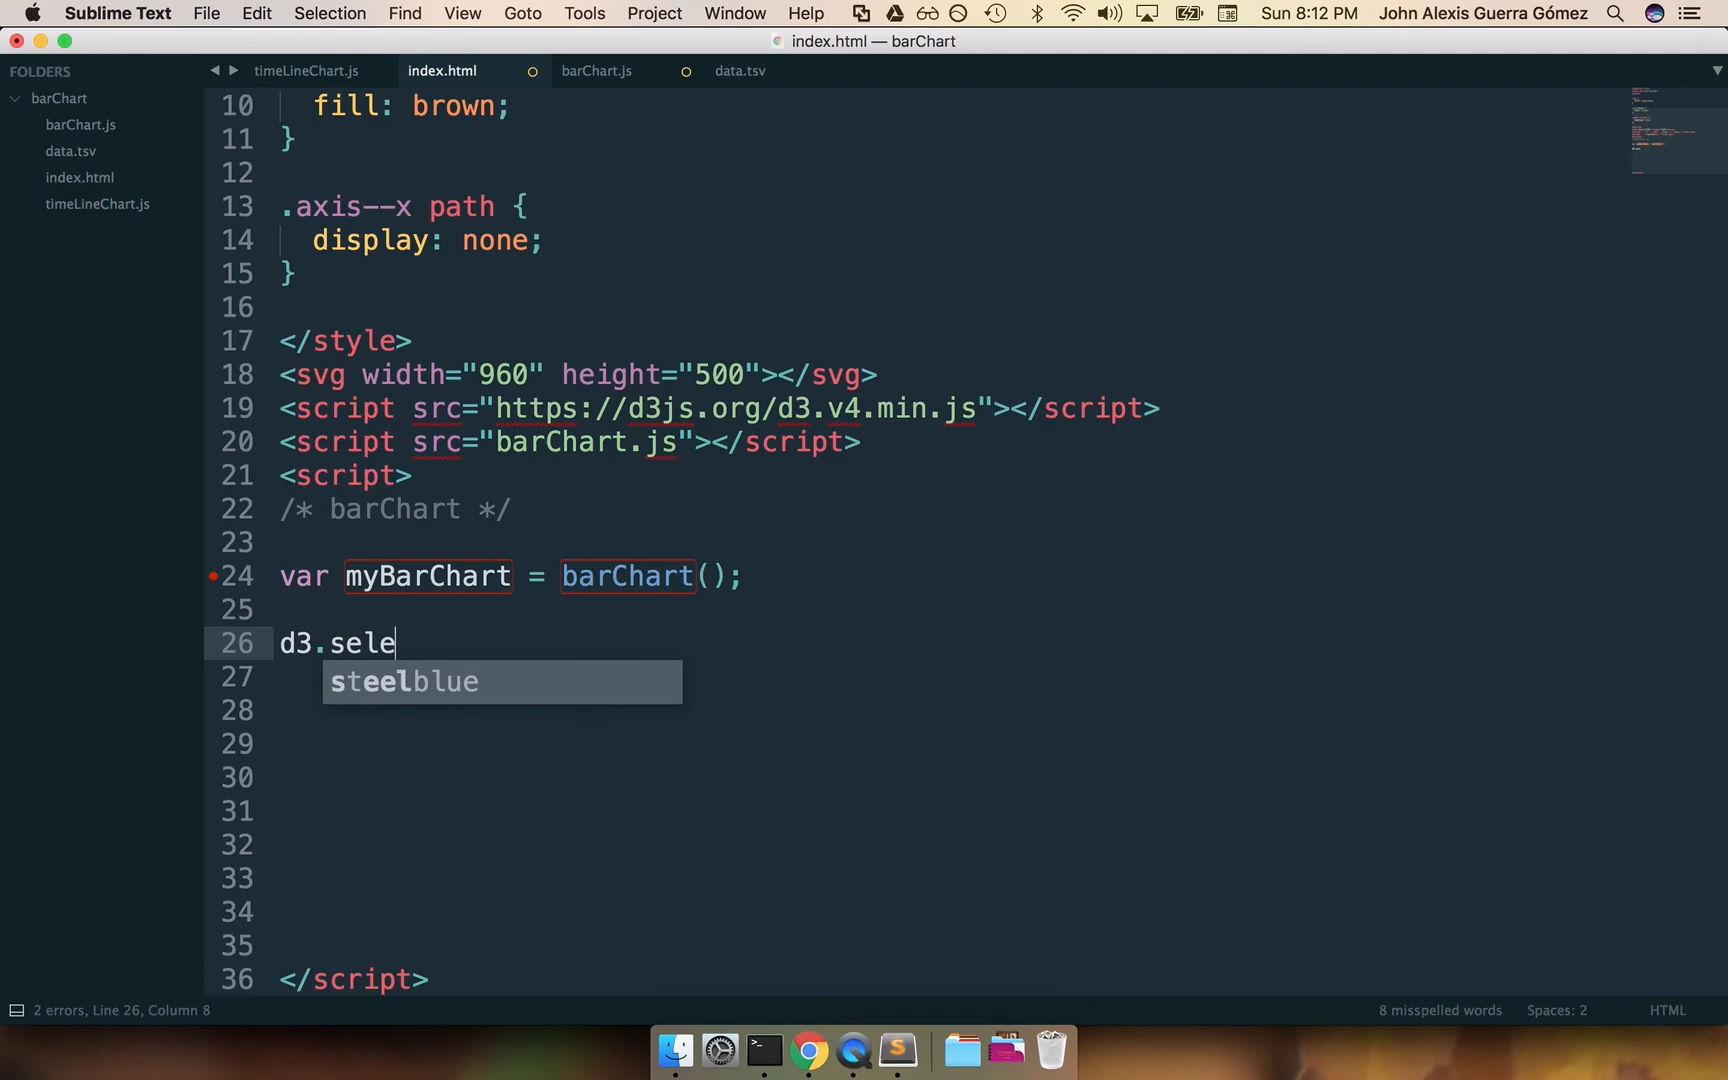 Sublime Text File Edit Selection Find View Goto Tools Project Window Help Sun 8:12 PM John Alexis Guerra Gómez
index.html — barChart
FOLDERS
barChart
barChart.js
data.tsv
index.html
timeLineChart.js
timeLineChart.js index.html barChart.js data.tsv
10 fill: brown;
11 }
12
13 .axis--x path {
14 display: none;
15 }
16
17 </style>
18 <svg width="960" height="500"></svg>
19 <script src="https://d3js.org/d3.v4.min.js"></script>
20 <script src="barChart.js"></script>
21 <script>
22 /* barChart */
23
24 var myBarChart = barChart();
25
26 d3.sele
steelblue
27
28
29
30
31
32
33
34
35
36 </script>
2 errors, Line 26, Column 8 8 misspelled words Spaces: 2 HTML